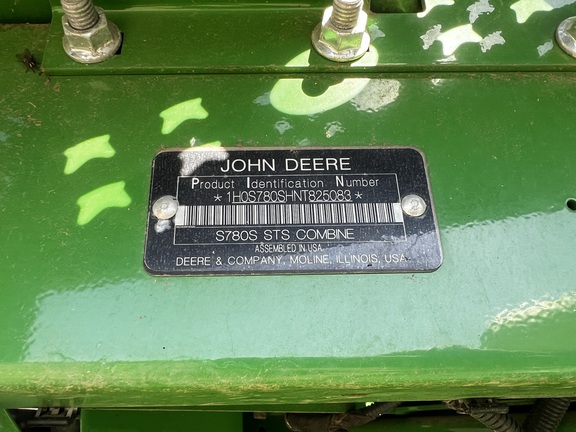 JOHN DEERE
Product Identification Number
*1H0S780SHNT825083*
S780S STS COMBINE
ASSEMBLED IN USA
DEERE & COMPANY, MOLINE, ILLINOIS, USA